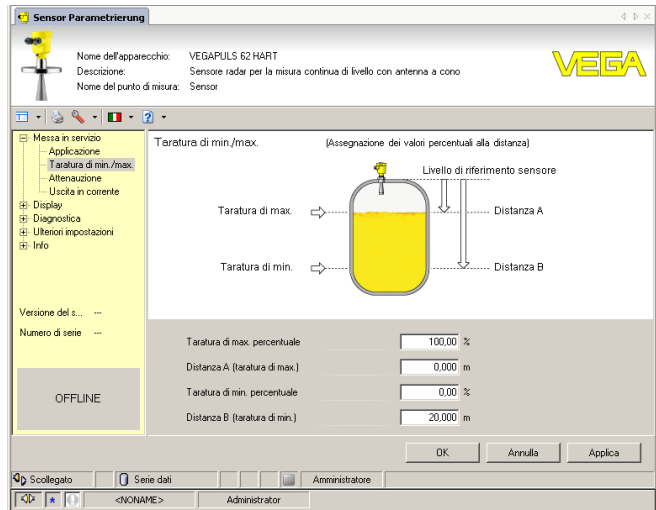 Sensor Parametrierung
Nome dell'apparecchio: VEGAPULS 62 HART
Descrizione: Sensore radar per la misura continua di livello con antenna a cono
Nome del punto di misura: Sensor
VEGA
Messa in servizio
Applicazione
Taratura di min./max.
Attenuazione
Uscita in corrente
Display
Diagnostica
Ulteriori impostazioni
Info
Versione del s... ---
Numero di serie ---
OFFLINE
Taratura di min./max. (Assegnazione dei valori percentuali alla distanza)
Livello di riferimento sensore
Taratura di max. Distanza A
Taratura di min. Distanza B
Taratura di max. percentuale 100,00 %
Distanza A (taratura di max.) 0,000 m
Taratura di min. percentuale 0,00 %
Distanza B (taratura di min.) 20,000 m
OK Annulla Applica
Scollegato Serie dati Amministratore
<NONAME> Administrator